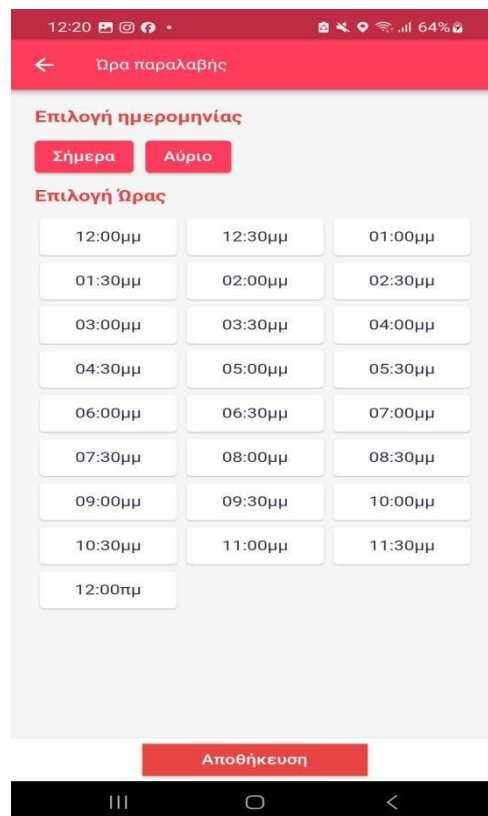 12:20 64%
Ώρα παραλαβής
Επιλογή ημερομηνίας
Σήμερα Αύριο
Επιλογή Ώρας
12:00μμ 12:30μμ 01:00μμ
01:30μμ 02:00μμ 02:30μμ
03:00μμ 03:30μμ 04:00μμ
04:30μμ 05:00μμ 05:30μμ
06:00μμ 06:30μμ 07:00μμ
07:30μμ 08:00μμ 08:30μμ
09:00μμ 09:30μμ 10:00μμ
10:30μμ 11:00μμ 11:30μμ
12:00πμ
Αποθήκευση